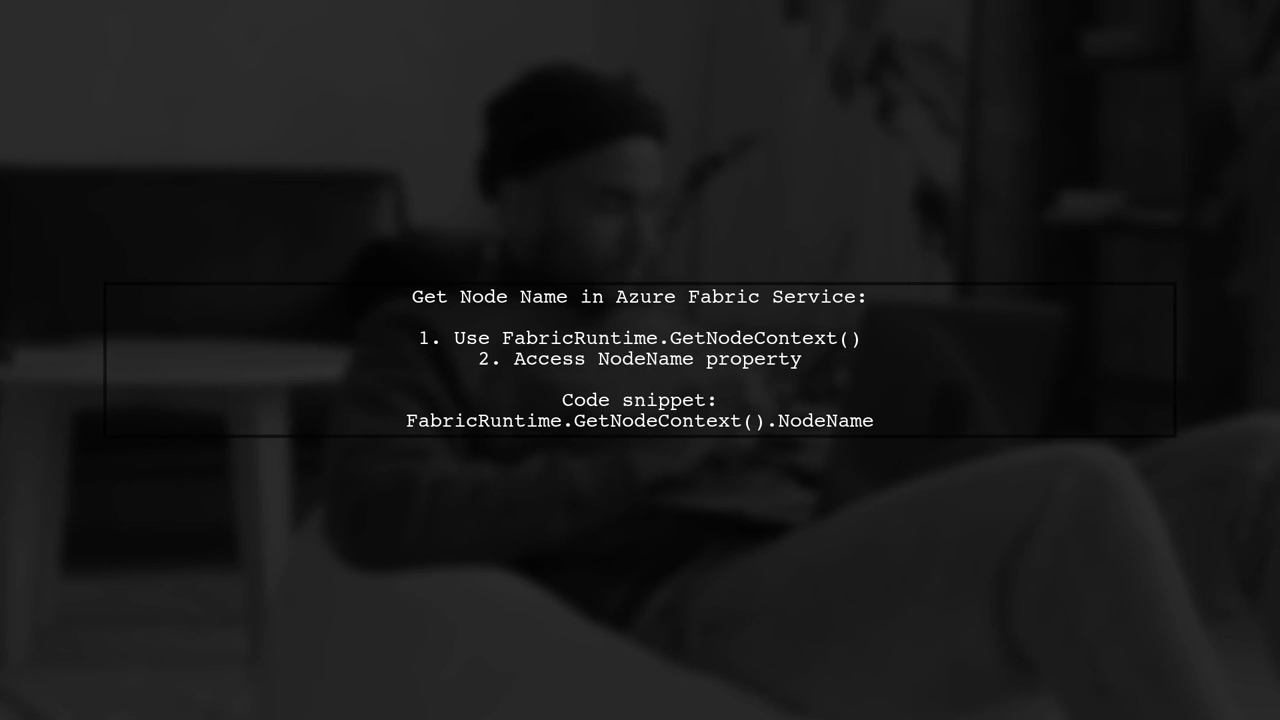 Get Node Name in Azure Fabric Service:
1. Use FabricRuntime.GetNodeContext()
2. Access NodeName property
Code snippet:
FabricRuntime.GetNodeContext().NodeName